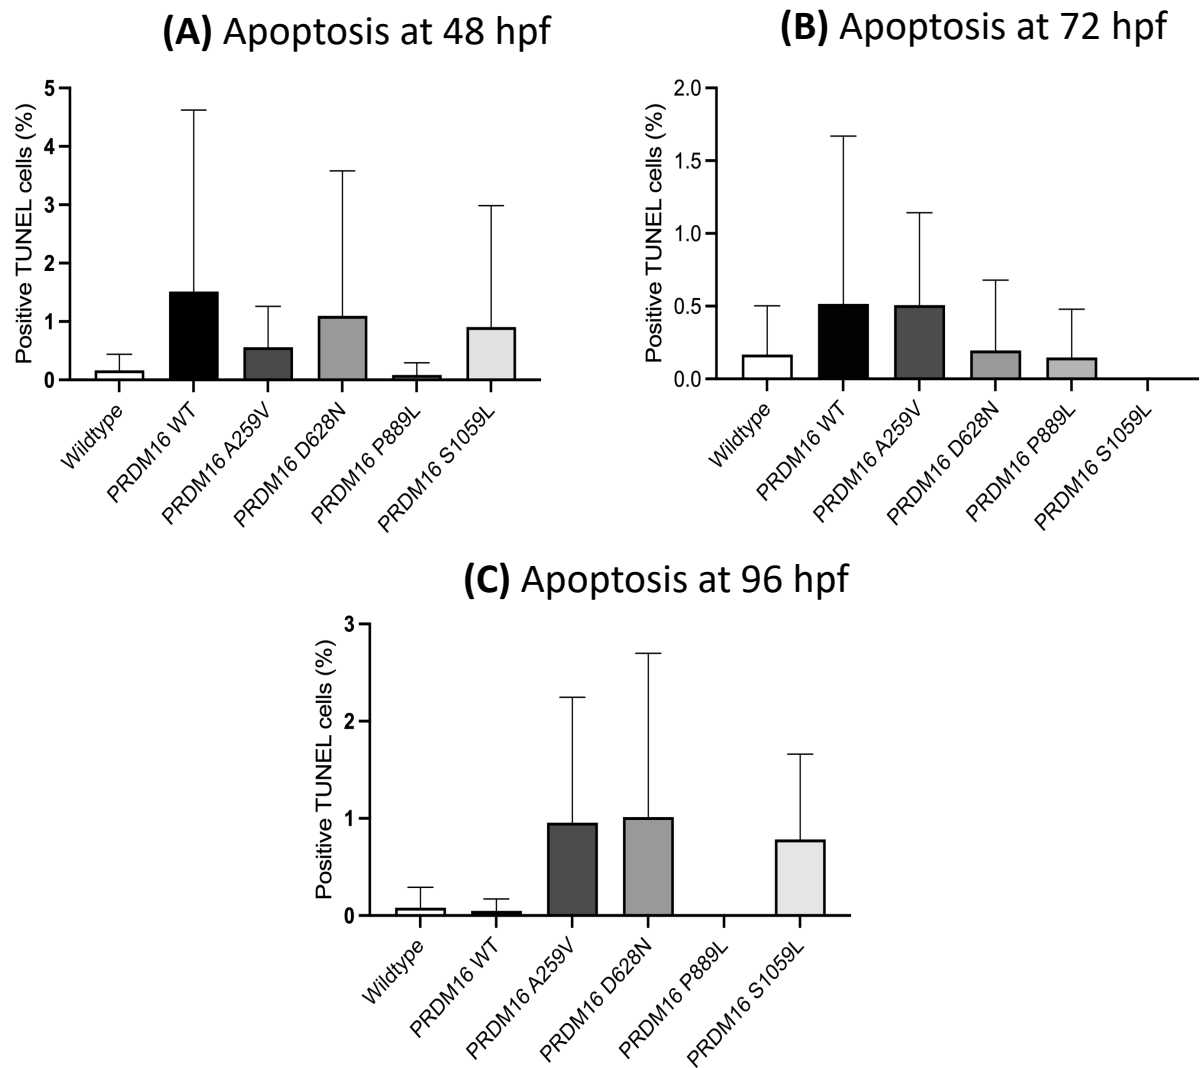 (A) Apoptosis at 48 hpf
Positive TUNEL cells (%)
5
4
3
2
1
0
Wildtype
PRDM16 WT
PRDM16 A259V
PRDM16 D628N
PRDM16 P889L
PRDM16 S1059L
(B) Apoptosis at 72 hpf
Positive TUNEL cells (%)
2.0
1.5
1.0
0.5
0.0
Wildtype
PRDM16 WT
PRDM16 A259V
PRDM16 D628N
PRDM16 P889L
PRDM16 S1059L
(C) Apoptosis at 96 hpf
Positive TUNEL cells (%)
3
2
1
0
Wildtype
PRDM16 WT
PRDM16 A259V
PRDM16 D628N
PRDM16 P889L
PRDM16 S1059L